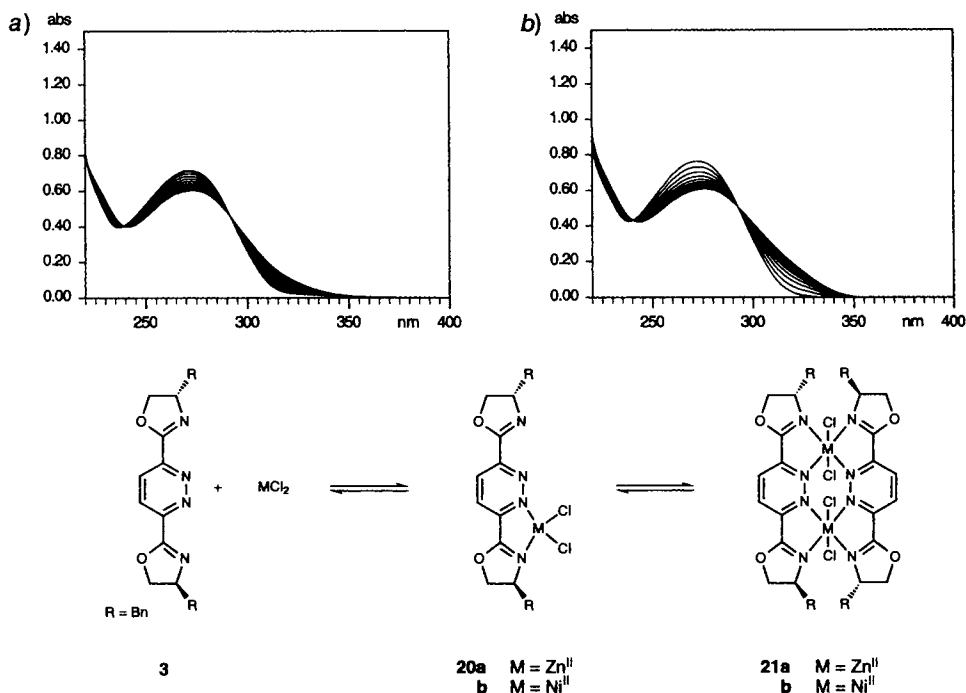 a)
abs
1.40
1.20
1.00
0.80
0.60
0.40
0.20
0.00
250
300
350
nm
400
b)
abs
1.40
1.20
1.00
0.80
0.60
0.40
0.20
0.00
250
300
350
nm
400
R
O
N
N
N
O
N
R
R = Bn
3
+
MCl2
R
O
N
N
N
M
Cl
Cl
O
N
R
20a M = ZnII
b M = NiII
R
R
O
N
Cl
N
O
M
N
Cl
N
N
Cl
N
M
O
N
Cl
N
O
R
R
21a M = ZnII
b M = NiII